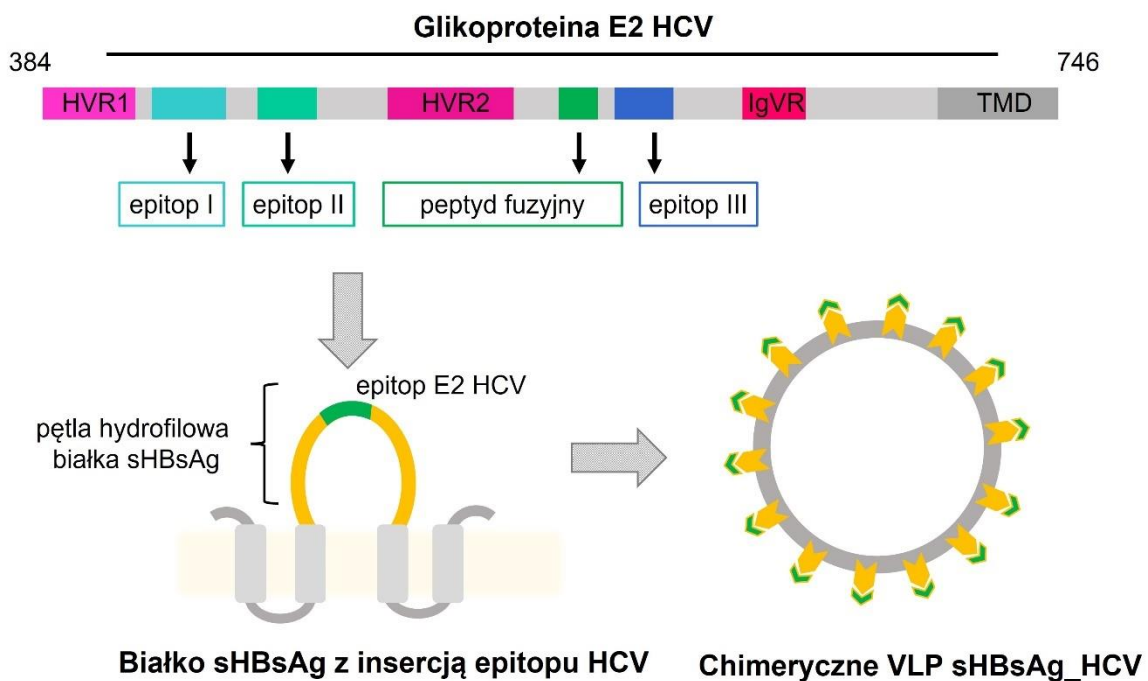 Glikoproteina E2 HCV
384 746
HVR1 HVR2 IgVR TMD
epitop I epitop II peptyd fuzyjny epitop III
epitop E2 HCV
pętla hydrofilowa
białka sHBsAg
Białko sHBsAg z insercją epitopu HCV
Chimeryczne VLP sHBsAg_HCV